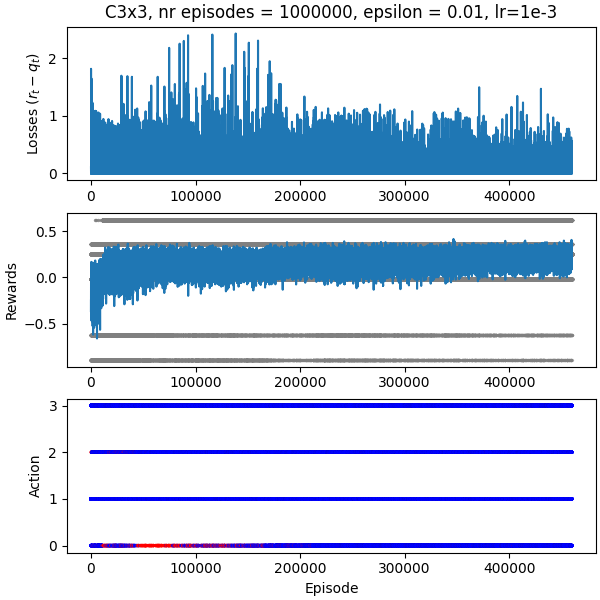 C3x3, nr episodes = 1000000, epsilon = 0.01, lr=1e-3
Losses (r_t − q_t)
2
1
0
0 100000 200000 300000 400000
Rewards
0.5
0.0
−0.5
0 100000 200000 300000 400000
Action
3
2
1
0
0 100000 200000 300000 400000
Episode